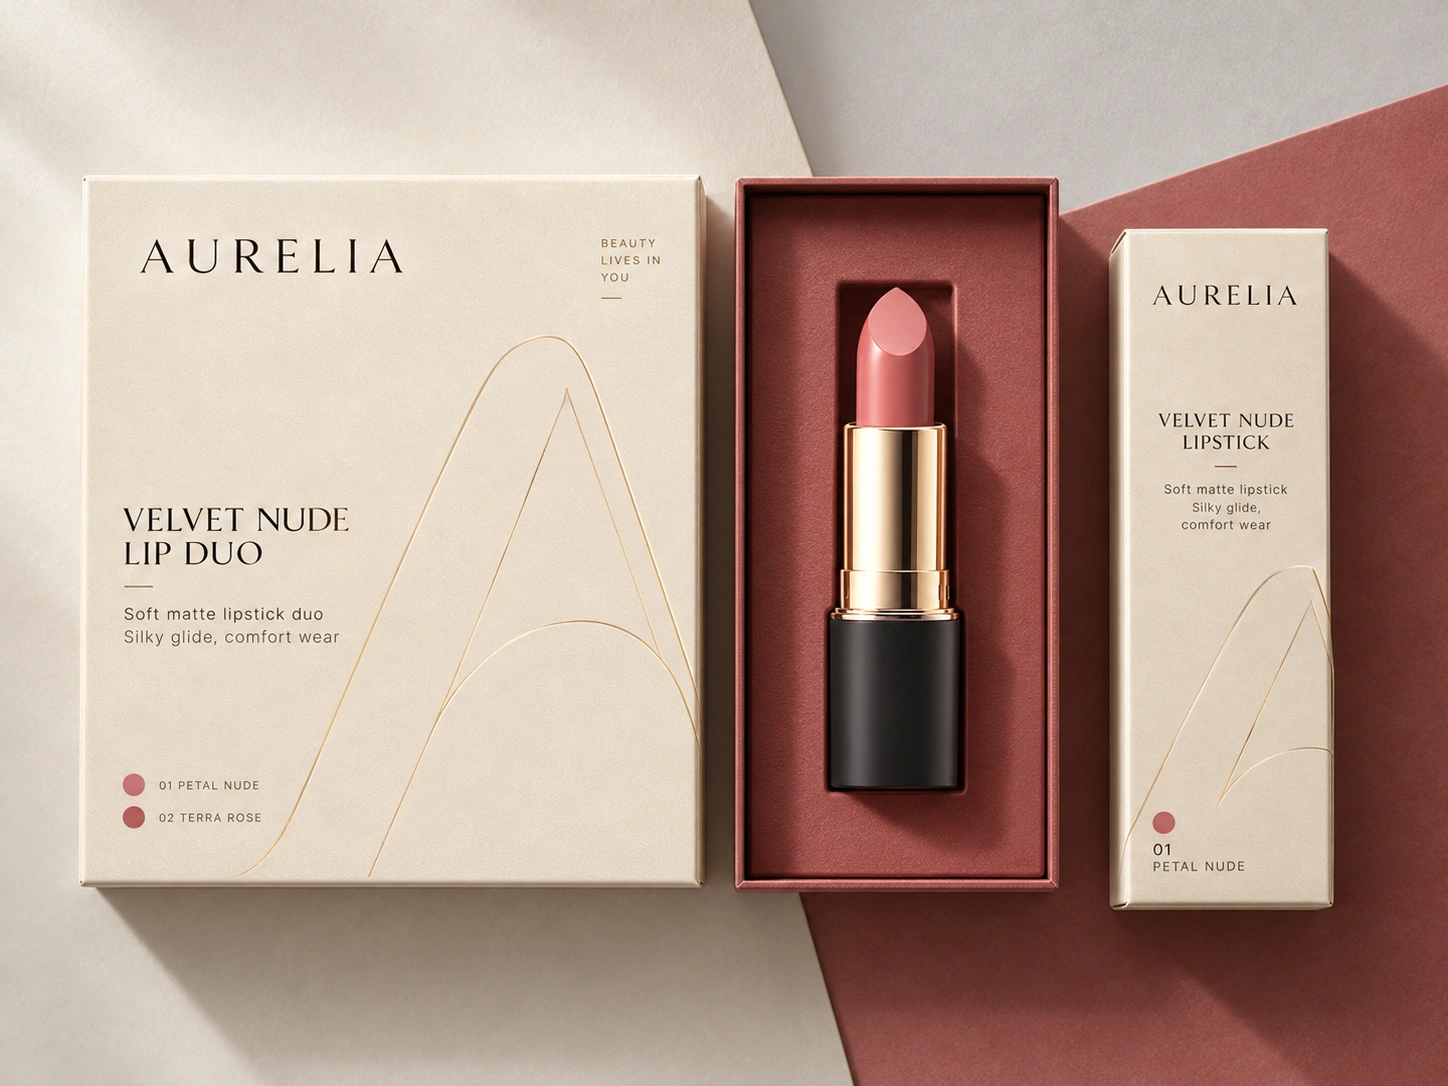 AURELIA
BEAUTY
LIVES IN
YOU
VELVET NUDE
LIP DUO
Soft matte lipstick duo
Silky glide, comfort wear
01 PETAL NUDE
02 TERRA ROSE
AURELIA
VELVET NUDE
LIPSTICK
Soft matte lipstick
Silky glide,
comfort wear
01
PETAL NUDE